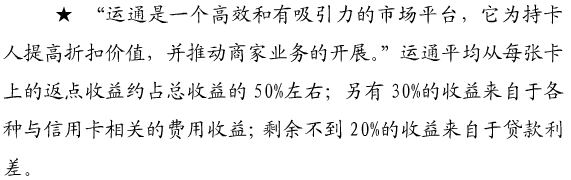 ★ “运通是一个高效和有吸引力的市场平台，它为持卡
人提高折扣价值，并推动商家业务的开展。”运通平均从每张卡
上的返点收益约占总收益的 50%左右；另有 30%的收益来自于各
种与信用卡相关的费用收益；剩余不到 20%的收益来自于贷款利
差。